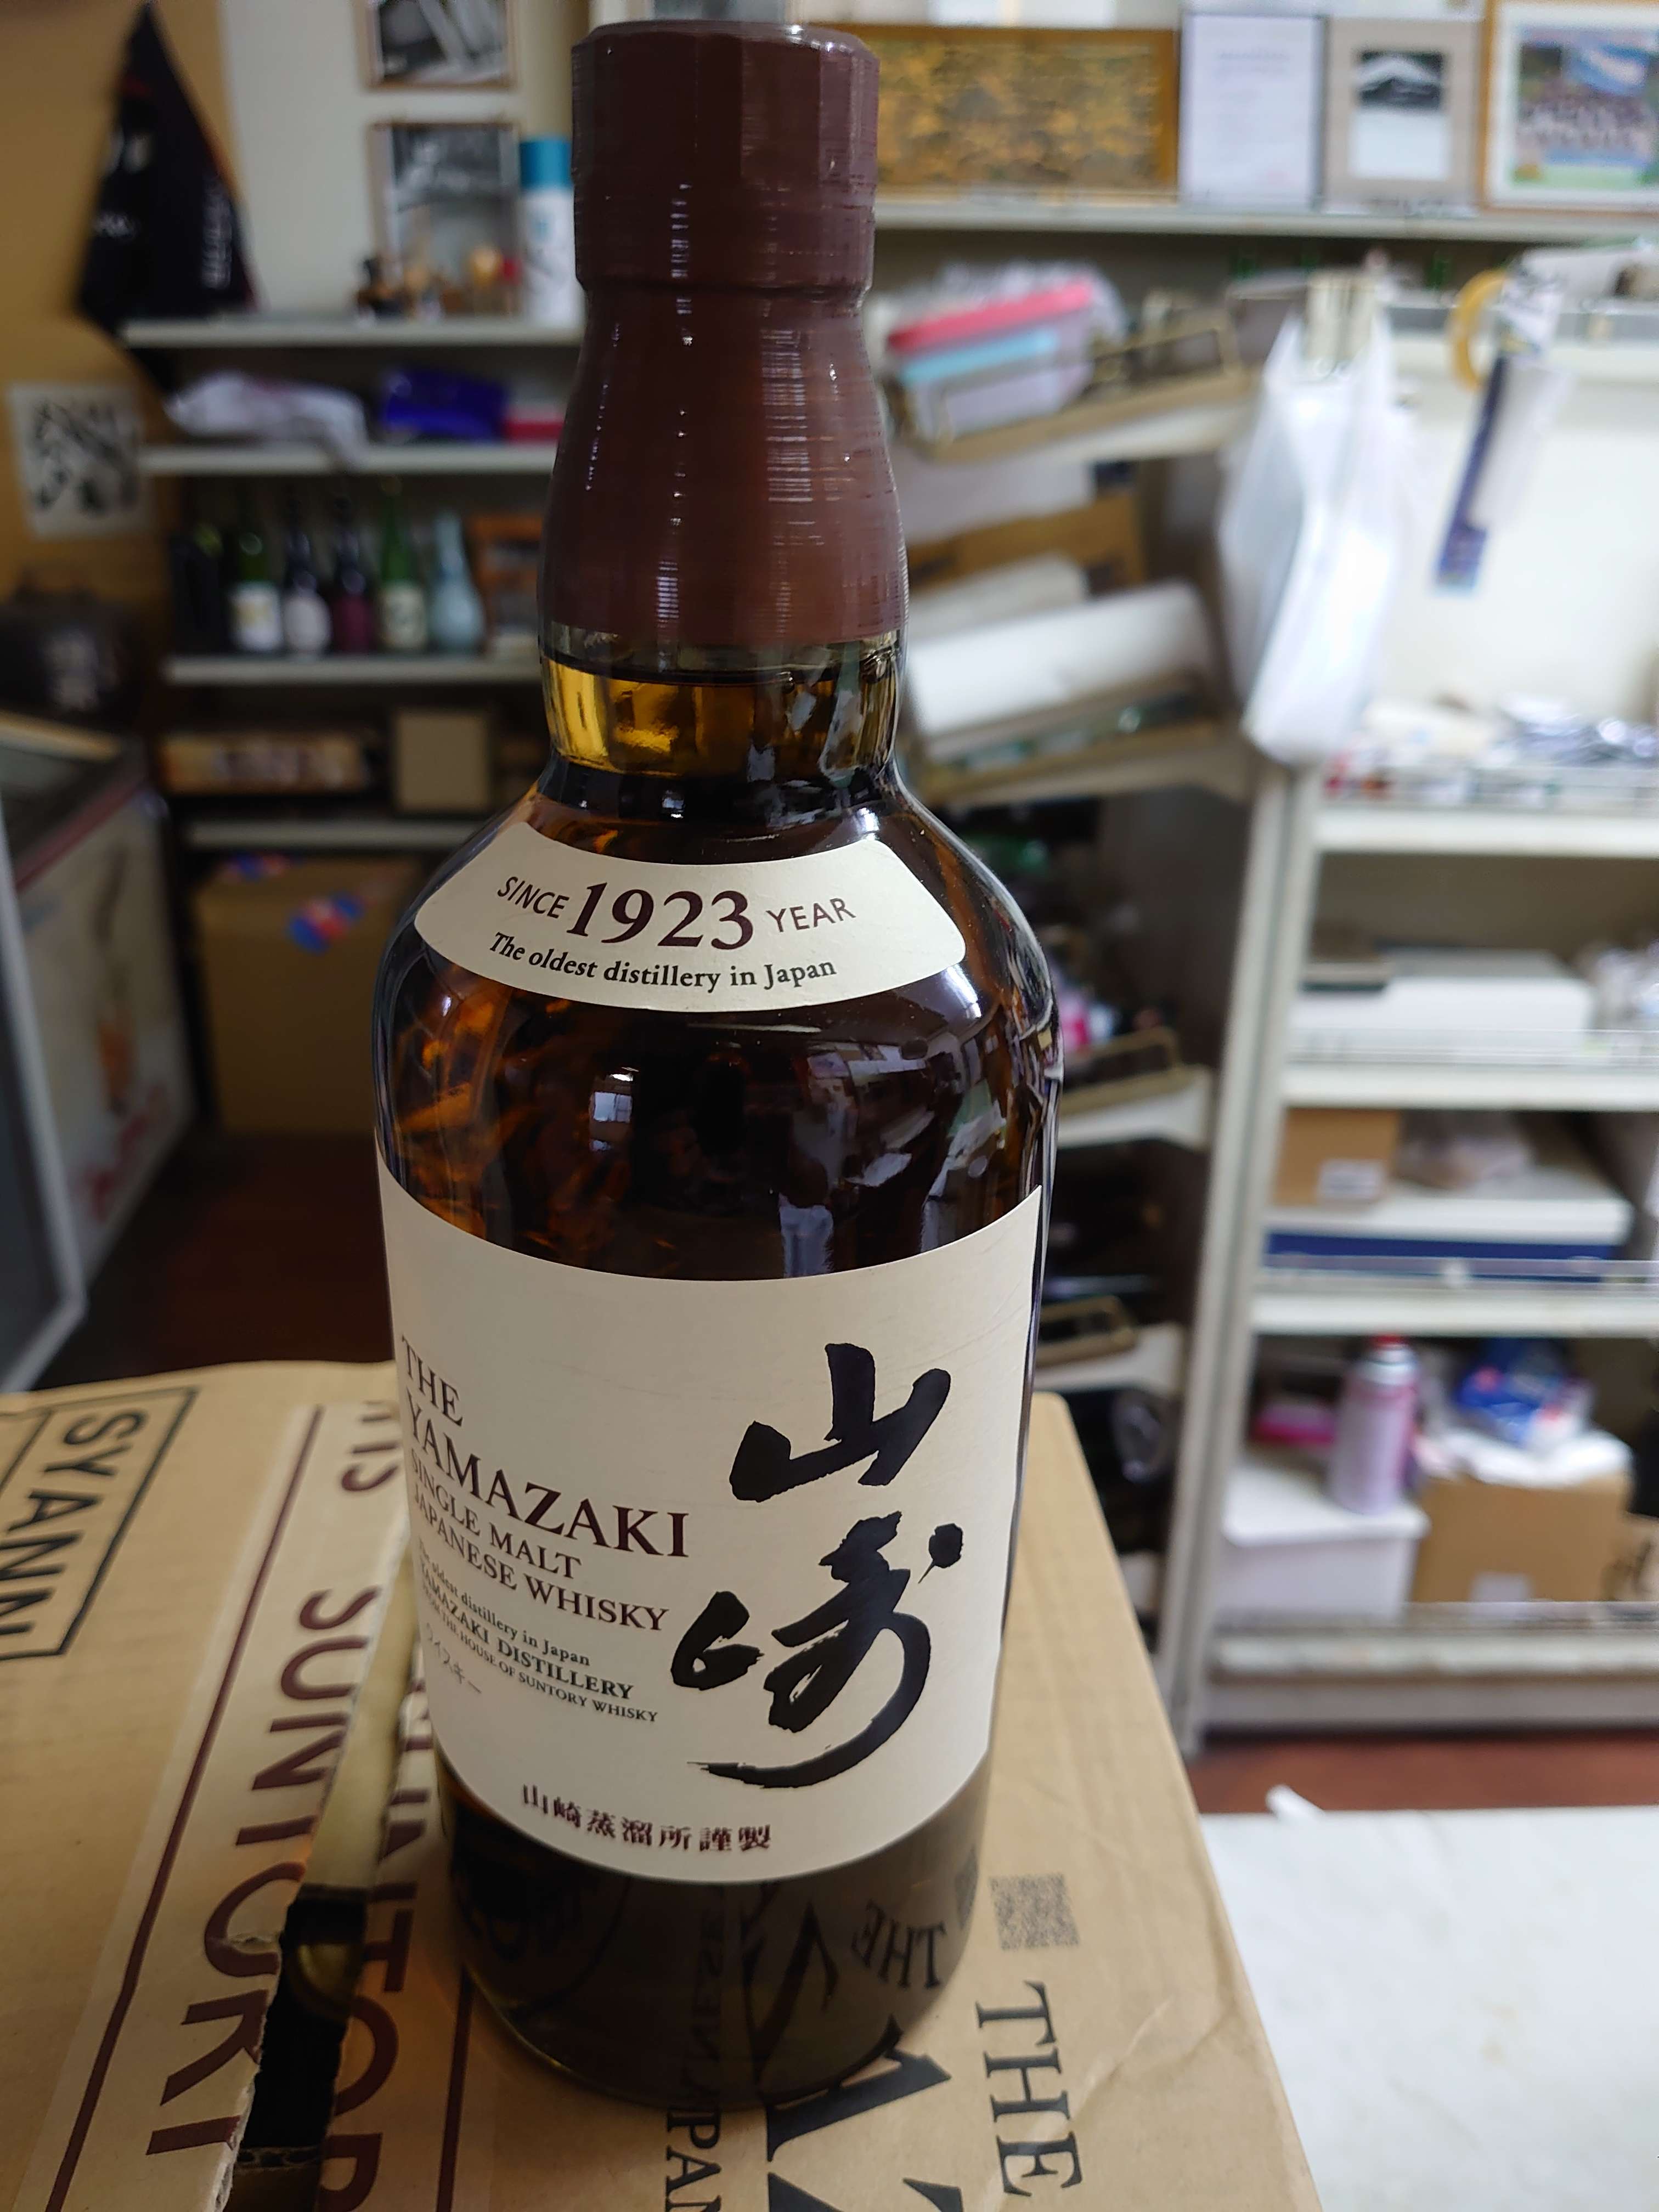 SINCE 1923 YEAR
The oldest distillery in Japan
THE
YAMAZAKI
SINGLE MALT
JAPANESE WHISKY
The oldest distillery in Japan
YAMAZAKI DISTILLERY
FROM THE HOUSE OF SUNTORY WHISKY
ウイスキー
山崎
山崎蒸溜所謹製
SUNTORY
THE